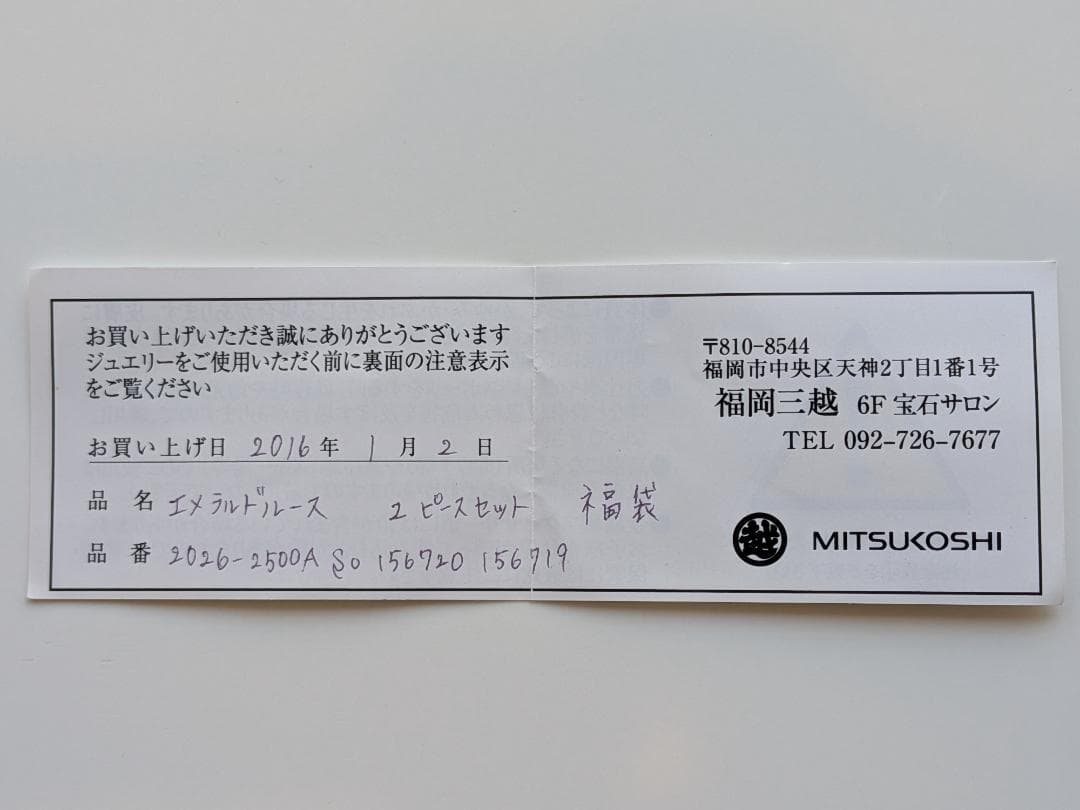 お買い上げいただき誠にありがとうございます
ジュエリーをご使用いただく前に裏面の注意表示
をご覧ください
お買い上げ日 2016年 1月 2日
品 名 エメラルドルース 2ピースセット 福袋
品 番 2026-2500A So 156720 156719
〒810-8544
福岡市中央区天神2丁目1番1号
福岡三越 6F 宝石サロン
TEL 092-726-7677
越 MITSUKOSHI